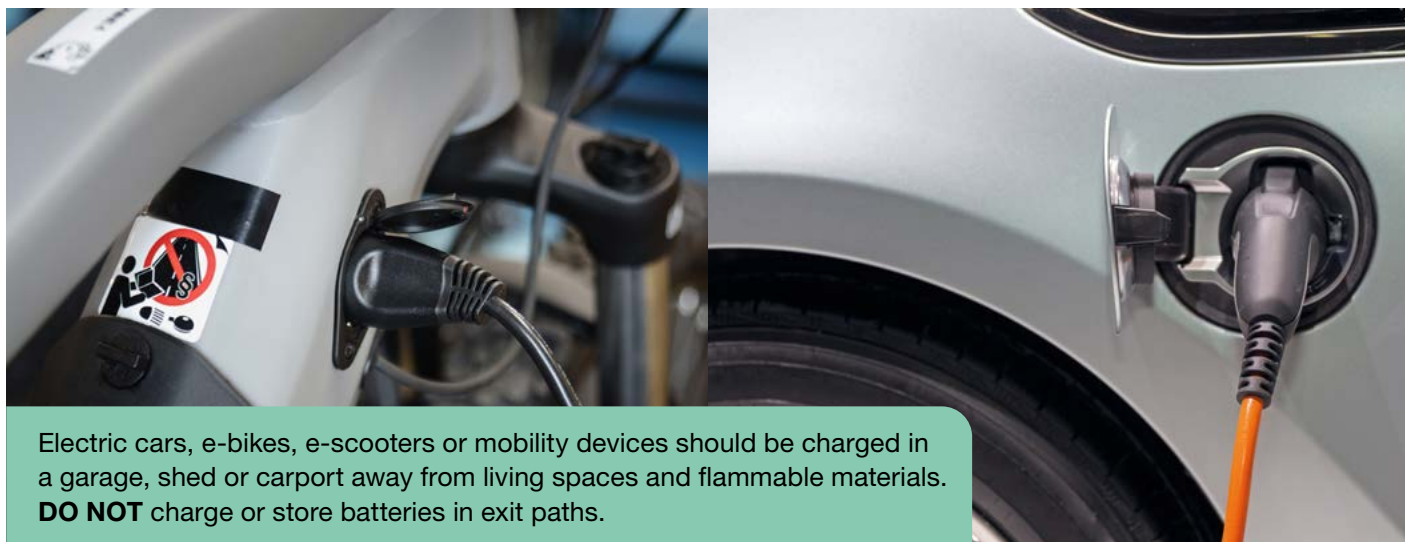 Electric cars, e-bikes, e-scooters or mobility devices should be charged in
a garage, shed or carport away from living spaces and flammable materials.
DO NOT charge or store batteries in exit paths.